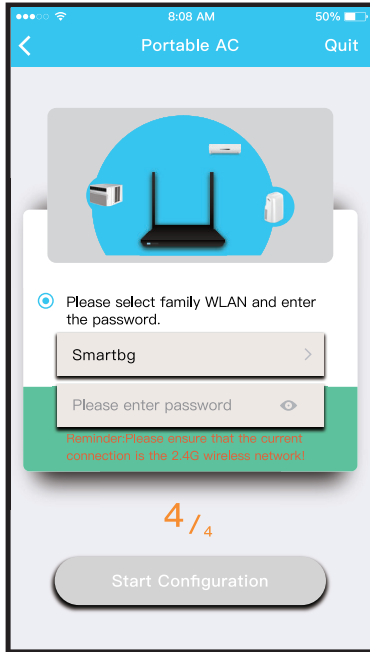 8:08 AM
50%
Portable AC
Quit
Please select family WLAN and enter
the password.
Smartbg
Please enter password
Reminder:Please ensure that the current
connection is the 2.4G wireless network!
4/4
Start Configuration